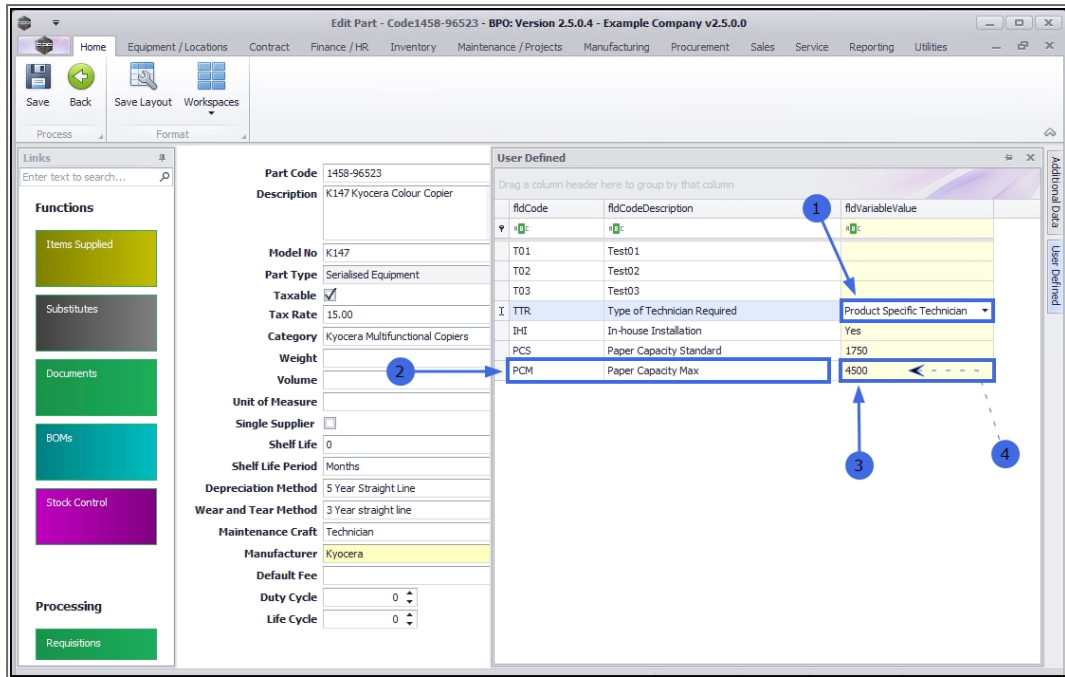 Edit Part - Code1458-96523 - BPO: Version 2.5.0.4 - Example Company v2.5.0.0
Home Equipment / Locations Contract Finance / HR Inventory Maintenance / Projects Manufacturing Procurement Sales Service Reporting Utilities
Save Back Save Layout Workspaces
Process Format
Links
Enter text to search...
Functions
Items Supplied
Substitutes
Documents
BOMs
Stock Control
Processing
Requisitions
Part Code 1458-96523
Description K147 Kyocera Colour Copier
Model No K147
Part Type Serialised Equipment
Taxable
Tax Rate 15.00
Category Kyocera Multifunctional Copiers
Weight
Volume
Unit of Measure
Single Supplier
Shelf Life 0
Shelf Life Period Months
Depreciation Method 5 Year Straight Line
Wear and Tear Method 3 Year straight line
Maintenance Craft Technician
Manufacturer Kyocera
Default Fee
Duty Cycle 0
Life Cycle 0
User Defined
Drag a column header here to group by that column
fldCode fldCodeDescription fldVariableValue
T01 Test01
T02 Test02
T03 Test03
TTR Type of Technician Required Product Specific Technician
IHI In-house Installation Yes
PCS Paper Capacity Standard 1750
PCM Paper Capacity Max 4500
1
2
3
4
Additional Data
User Defined